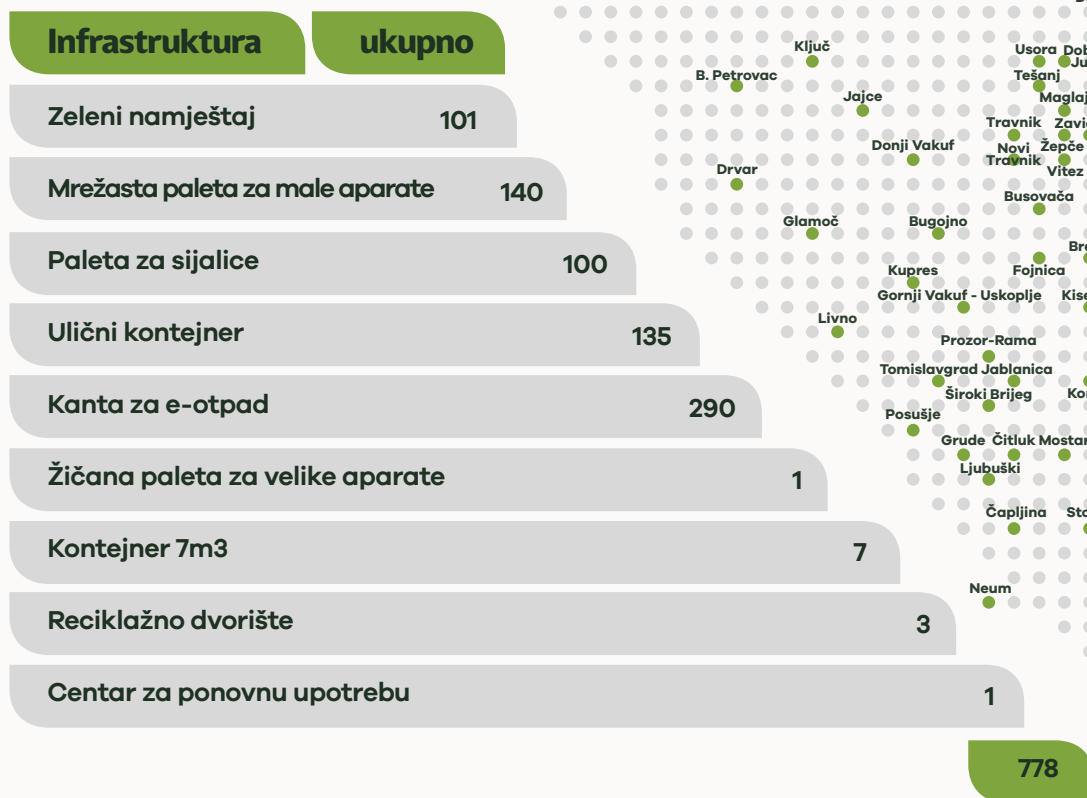 Infrastruktura ukupno
Zeleni namještaj 101
Mrežasta paleta za male aparate 140
Paleta za sijalice 100
Ulični kontejner 135
Kanta za e-otpad 290
Žičana paleta za velike aparate 1
Kontejner 7m3 7
Reciklažno dvorište 3
Centar za ponovnu upotrebu 1
778
Ključ
Usora
B. Petrovac
Tešanj
Jajce
Maglaj
Travnik
Donji Vakuf
Novi
Travnik
Žepče
Drvar
Vitez
Busovača
Glamoč
Bugojno
Kupres
Fojnica
Gornji Vakuf - Uskoplje
Livno
Prozor-Rama
Tomislavgrad Jablanica
Široki Brijeg
Posušje
Grude Čitluk Mostar
Ljubuški
Čapljina
Neum